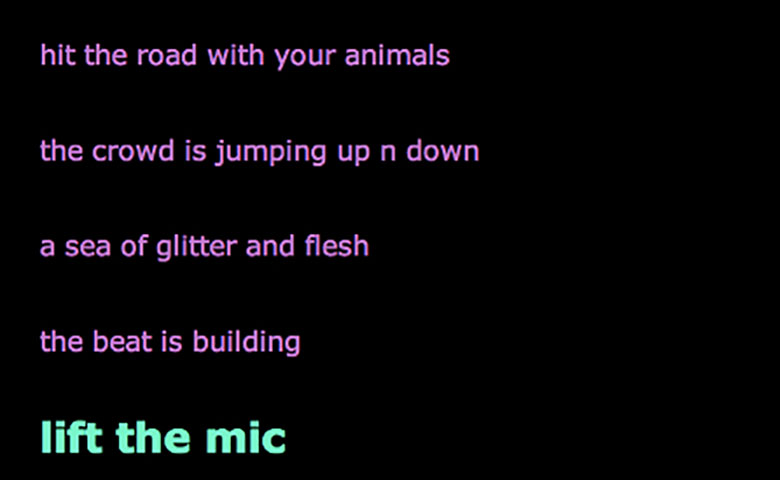 hit the road with your animals
the crowd is jumping up n down
a sea of glitter and flesh
the beat is building
lift the mic